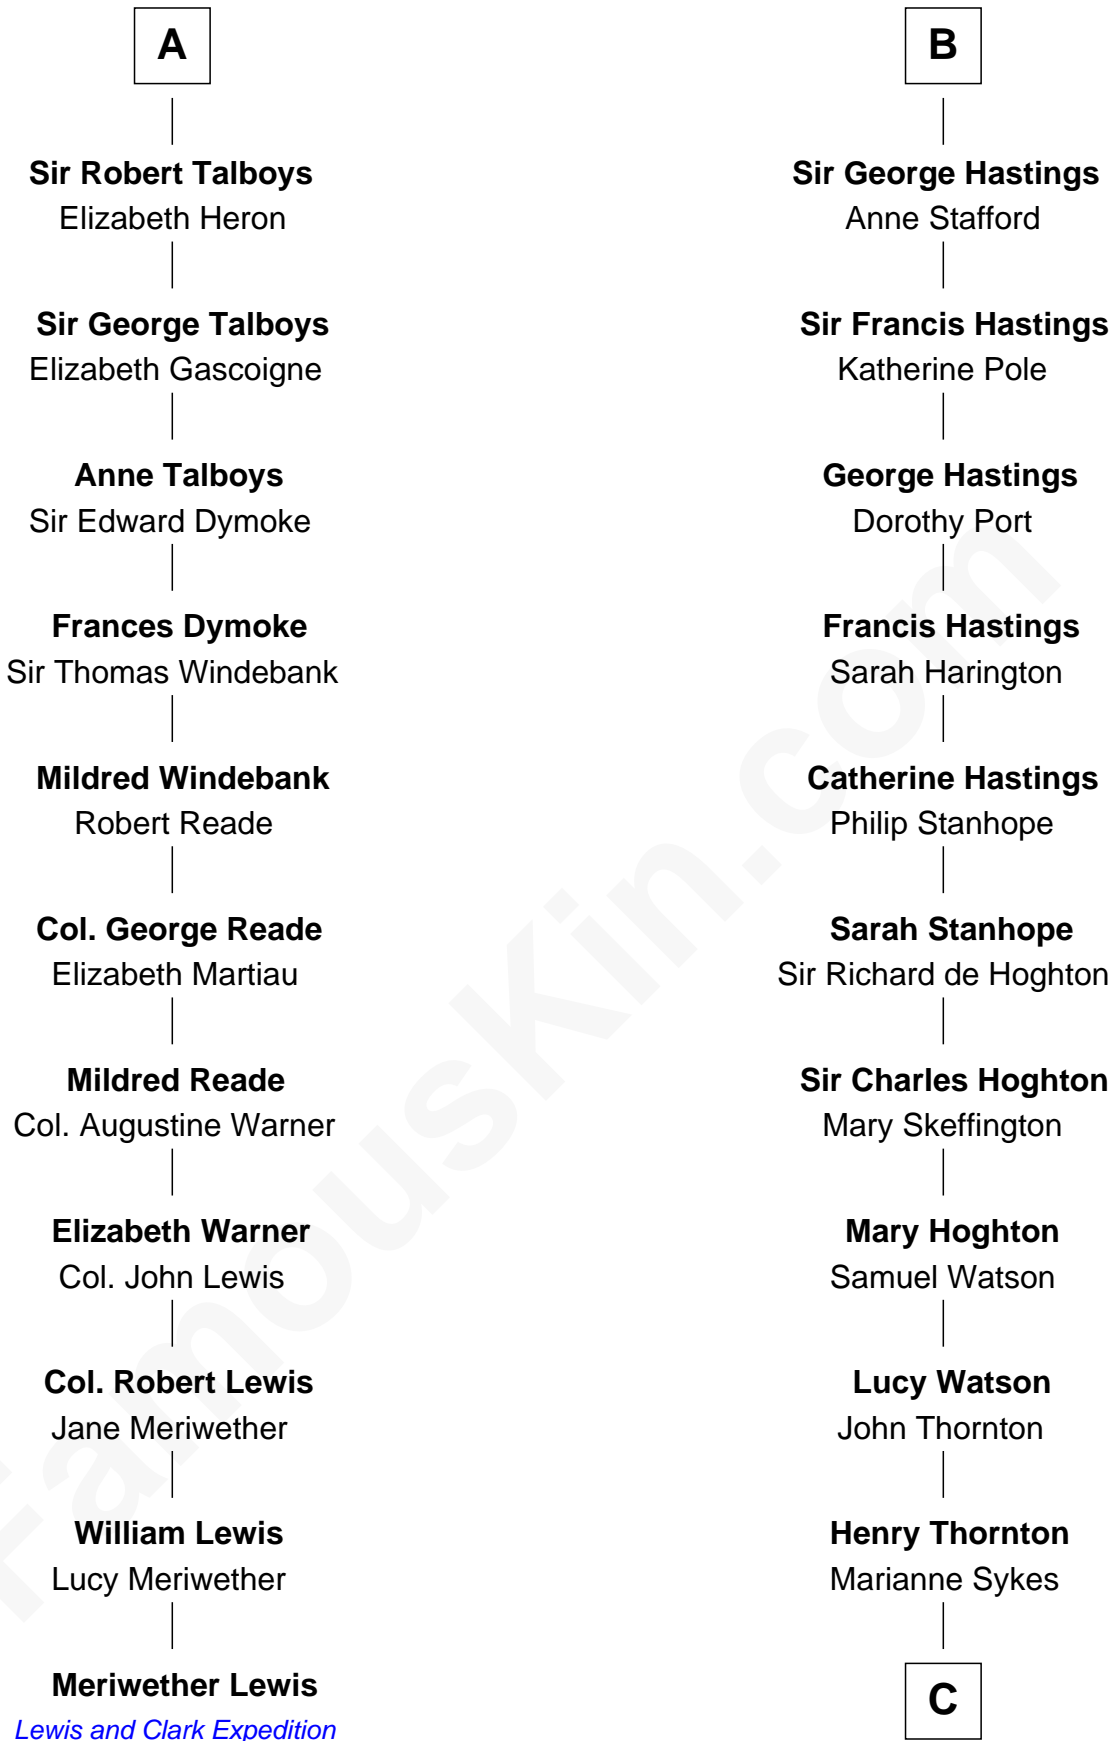 A
Sir Robert Talboys
Elizabeth Heron
Sir George Talboys
Elizabeth Gascoigne
Anne Talboys
Sir Edward Dymoke
Frances Dymoke
Sir Thomas Windebank
Mildred Windebank
Robert Reade
Col. George Reade
Elizabeth Martiau
Mildred Reade
Col. Augustine Warner
Elizabeth Warner
Col. John Lewis
Col. Robert Lewis
Jane Meriwether
William Lewis
Lucy Meriwether
Meriwether Lewis
Lewis and Clark Expedition
B
Sir George Hastings
Anne Stafford
Sir Francis Hastings
Katherine Pole
George Hastings
Dorothy Port
Francis Hastings
Sarah Harington
Catherine Hastings
Philip Stanhope
Sarah Stanhope
Sir Richard de Hoghton
Sir Charles Hoghton
Mary Skeffington
Mary Hoghton
Samuel Watson
Lucy Watson
John Thornton
Henry Thornton
Marianne Sykes
C
FamousKin.com